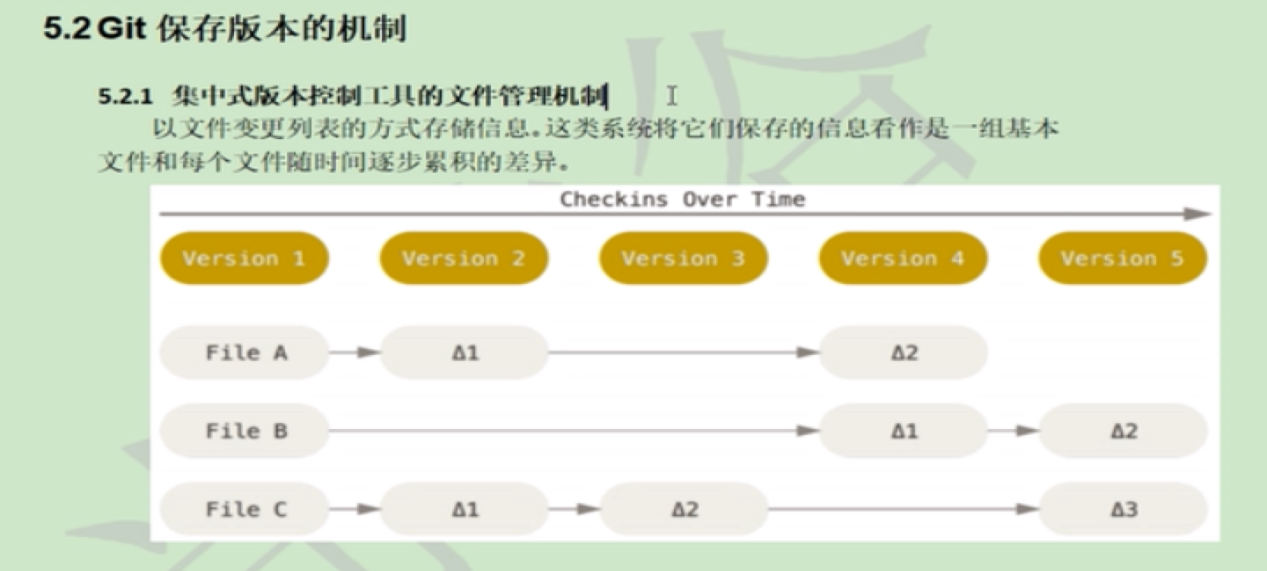 5.2 Git 保存版本的机制
5.2.1 集中式版本控制工具的文件管理机制
以文件变更列表的方式存储信息。这类系统将它们保存的信息看作是一组基本
文件和每个文件随时间逐步累积的差异。
Checkins Over Time
Version 1 Version 2 Version 3 Version 4 Version 5
File A Δ1 Δ2
File B Δ1 Δ2
File C Δ1 Δ2 Δ3